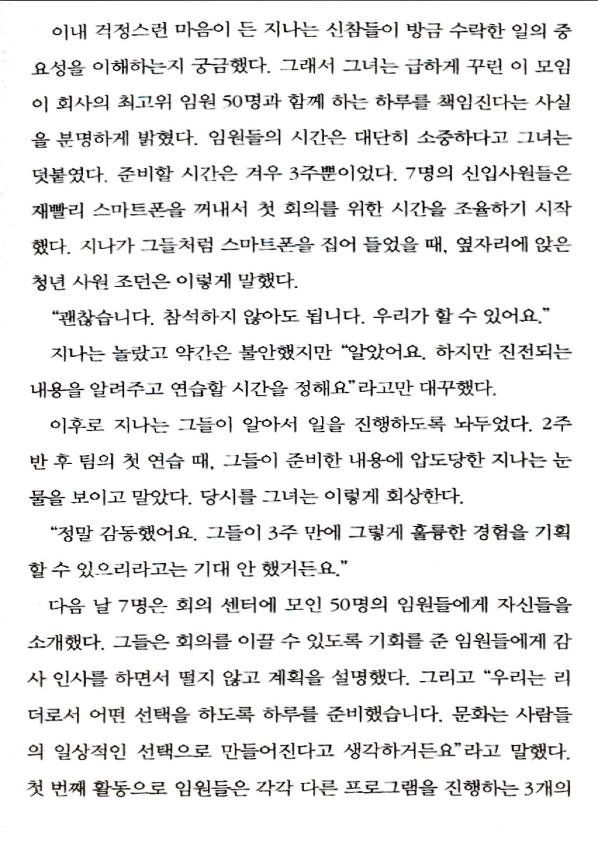 이내 걱정스런 마음이 든 지나는 신참들이 방금 수락한 일의 중
요성을 이해하는지 궁금했다. 그래서 그녀는 급하게 꾸린 이 모임
이 회사의 최고위 임원 50명과 함께 하는 하루를 책임진다는 사실
을 분명하게 밝혔다. 임원들의 시간은 대단히 소중하다고 그녀는
덧붙였다. 준비할 시간은 겨우 3주뿐이었다. 7명의 신입사원들은
재빨리 스마트폰을 꺼내서 첫 회의를 위한 시간을 조율하기 시작
했다. 지나가 그들처럼 스마트폰을 집어 들었을 때, 옆자리에 앉은
청년 사원 조던은 이렇게 말했다.
“괜찮습니다. 참석하지 않아도 됩니다. 우리가 할 수 있어요.”
지나는 놀랐고 약간은 불안했지만 “알았어요. 하지만 진전되는
내용을 알려주고 연습할 시간을 정해요”라고만 대꾸했다.
이후로 지나는 그들이 알아서 일을 진행하도록 놔두었다. 2주
반 후 팀의 첫 연습 때, 그들이 준비한 내용에 압도당한 지나는 눈
물을 보이고 말았다. 당시를 그녀는 이렇게 회상한다.
“정말 감동했어요. 그들이 3주 만에 그렇게 훌륭한 경험을 기획
할 수 있으리라고는 기대 안 했거든요.”
다음 날 7명은 회의 센터에 모인 50명의 임원들에게 자신들을
소개했다. 그들은 회의를 이끌 수 있도록 기회를 준 임원들에게 감
사 인사를 하면서 떨지 않고 계획을 설명했다. 그리고 “우리는 리
더로서 어떤 선택을 하도록 하루를 준비했습니다. 문화는 사람들
의 일상적인 선택으로 만들어진다고 생각하거든요”라고 말했다.
첫 번째 활동으로 임원들은 각각 다른 프로그램을 진행하는 3개의